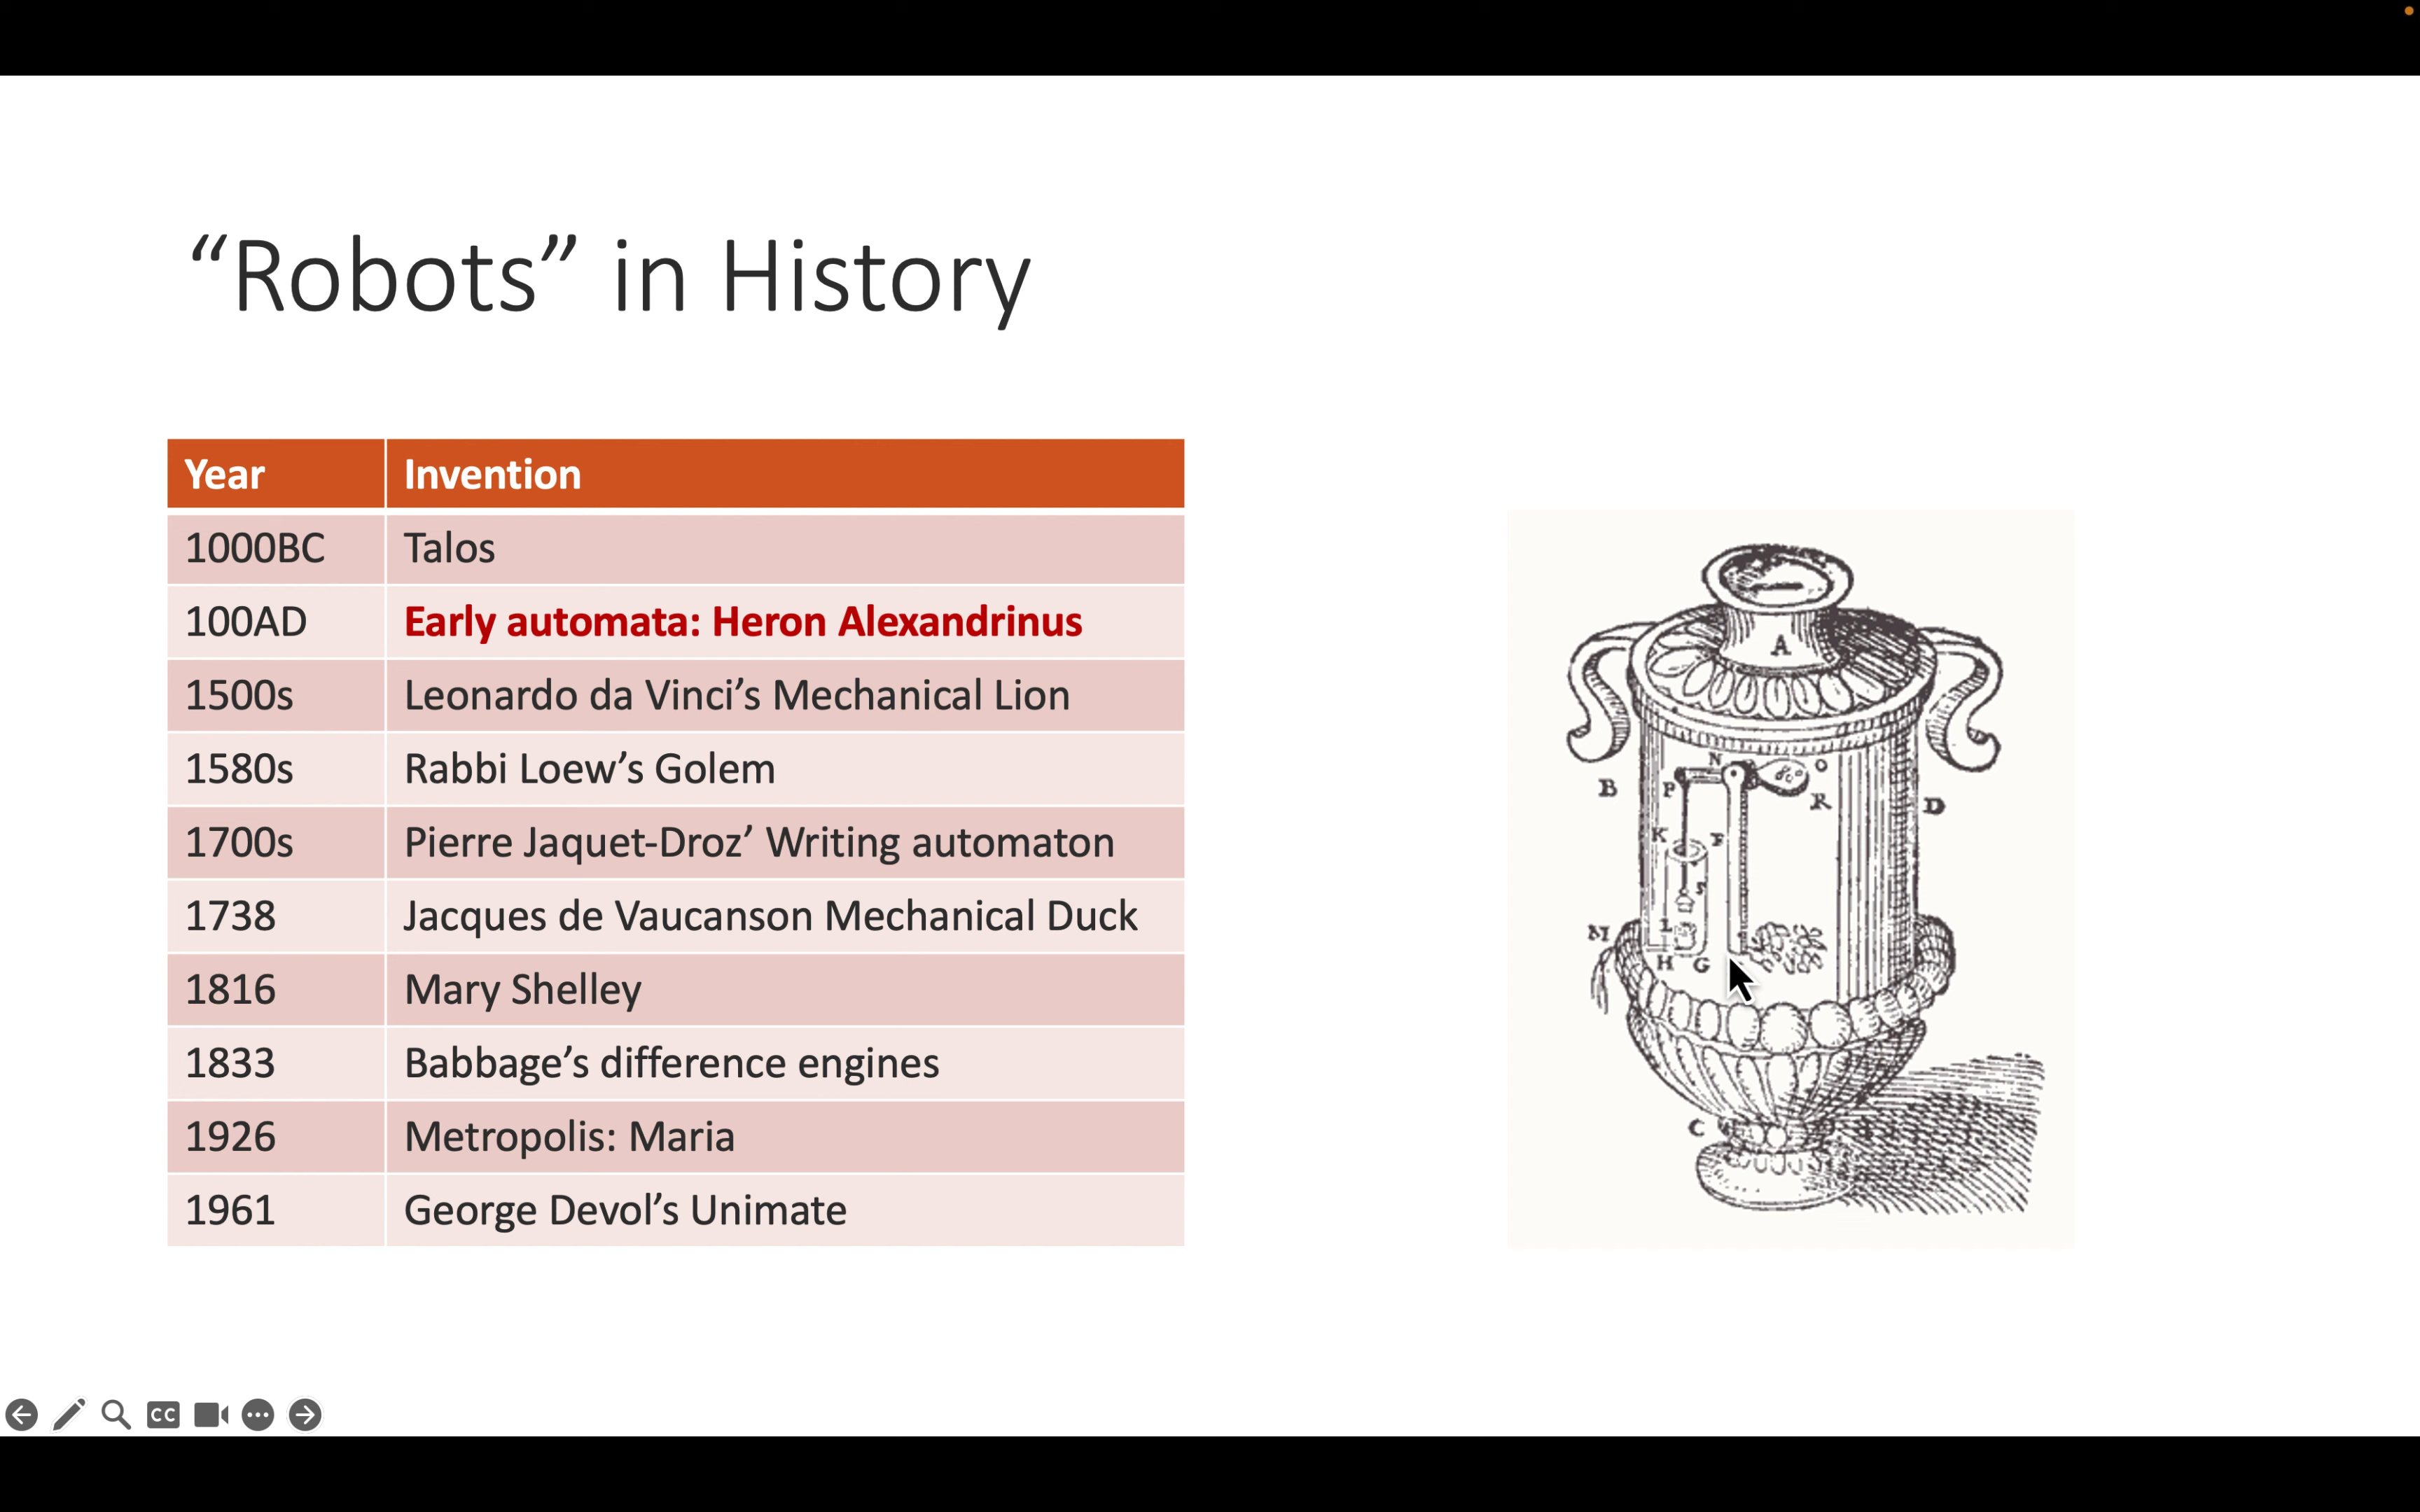 “Robots” in History
Year Invention
1000BC Talos
100AD Early automata: Heron Alexandrinus
1500s Leonardo da Vinci’s Mechanical Lion
1580s Rabbi Loew’s Golem
1700s Pierre Jaquet-Droz’ Writing automaton
1738 Jacques de Vaucanson Mechanical Duck
1816 Mary Shelley
1833 Babbage’s difference engines
1926 Metropolis: Maria
1961 George Devol’s Unimate
A
N O
B P R D
K F
S
M L
H G
C
CC